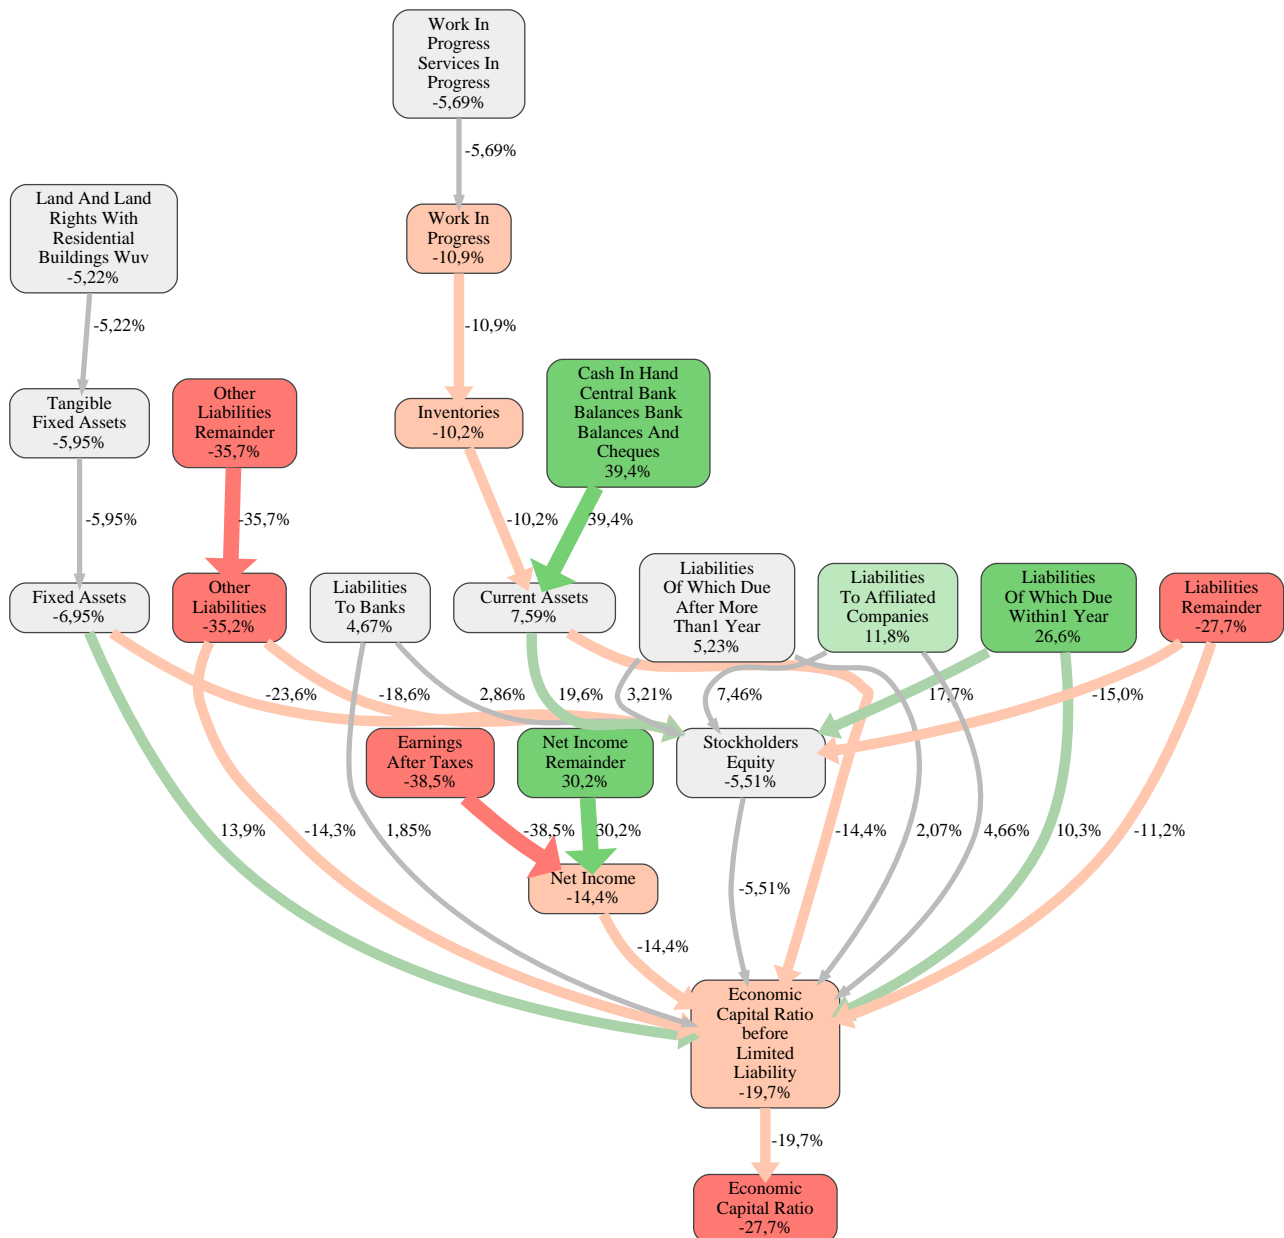 Work In
Progress
Services In
Progress
-5,69%
-5,69%
Land And Land
Rights With
Residential
Buildings Wuv
-5,22%
Work In
Progress
-10,9%
-5,22%
-10,9%
Tangible
Fixed Assets
-5,95%
Other
Liabilities
Remainder
-35,7%
Inventories
-10,2%
Cash In Hand
Central Bank
Balances Bank
Balances And
Cheques
39,4%
-5,95%
-35,7%
-10,2%
39,4%
Fixed Assets
-6,95%
Other
Liabilities
-35,2%
Liabilities
To Banks
4,67%
Current Assets
7,59%
Liabilities
Of Which Due
After More
Than1 Year
5,23%
Liabilities
To Affiliated
Companies
11,8%
Liabilities
Of Which Due
Within1 Year
26,6%
Liabilities
Remainder
-27,7%
-23,6%
-18,6%
2,86%
19,6%
3,21%
7,46%
17,7%
-15,0%
Earnings
After Taxes
-38,5%
Net Income
Remainder
30,2%
Stockholders
Equity
-5,51%
13,9%
-14,3%
1,85%
-38,5%
30,2%
-14,4%
2,07%
4,66%
10,3%
-11,2%
Net Income
-14,4%
-5,51%
-14,4%
Economic
Capital Ratio
before
Limited
Liability
-19,7%
-19,7%
Economic
Capital Ratio
-27,7%